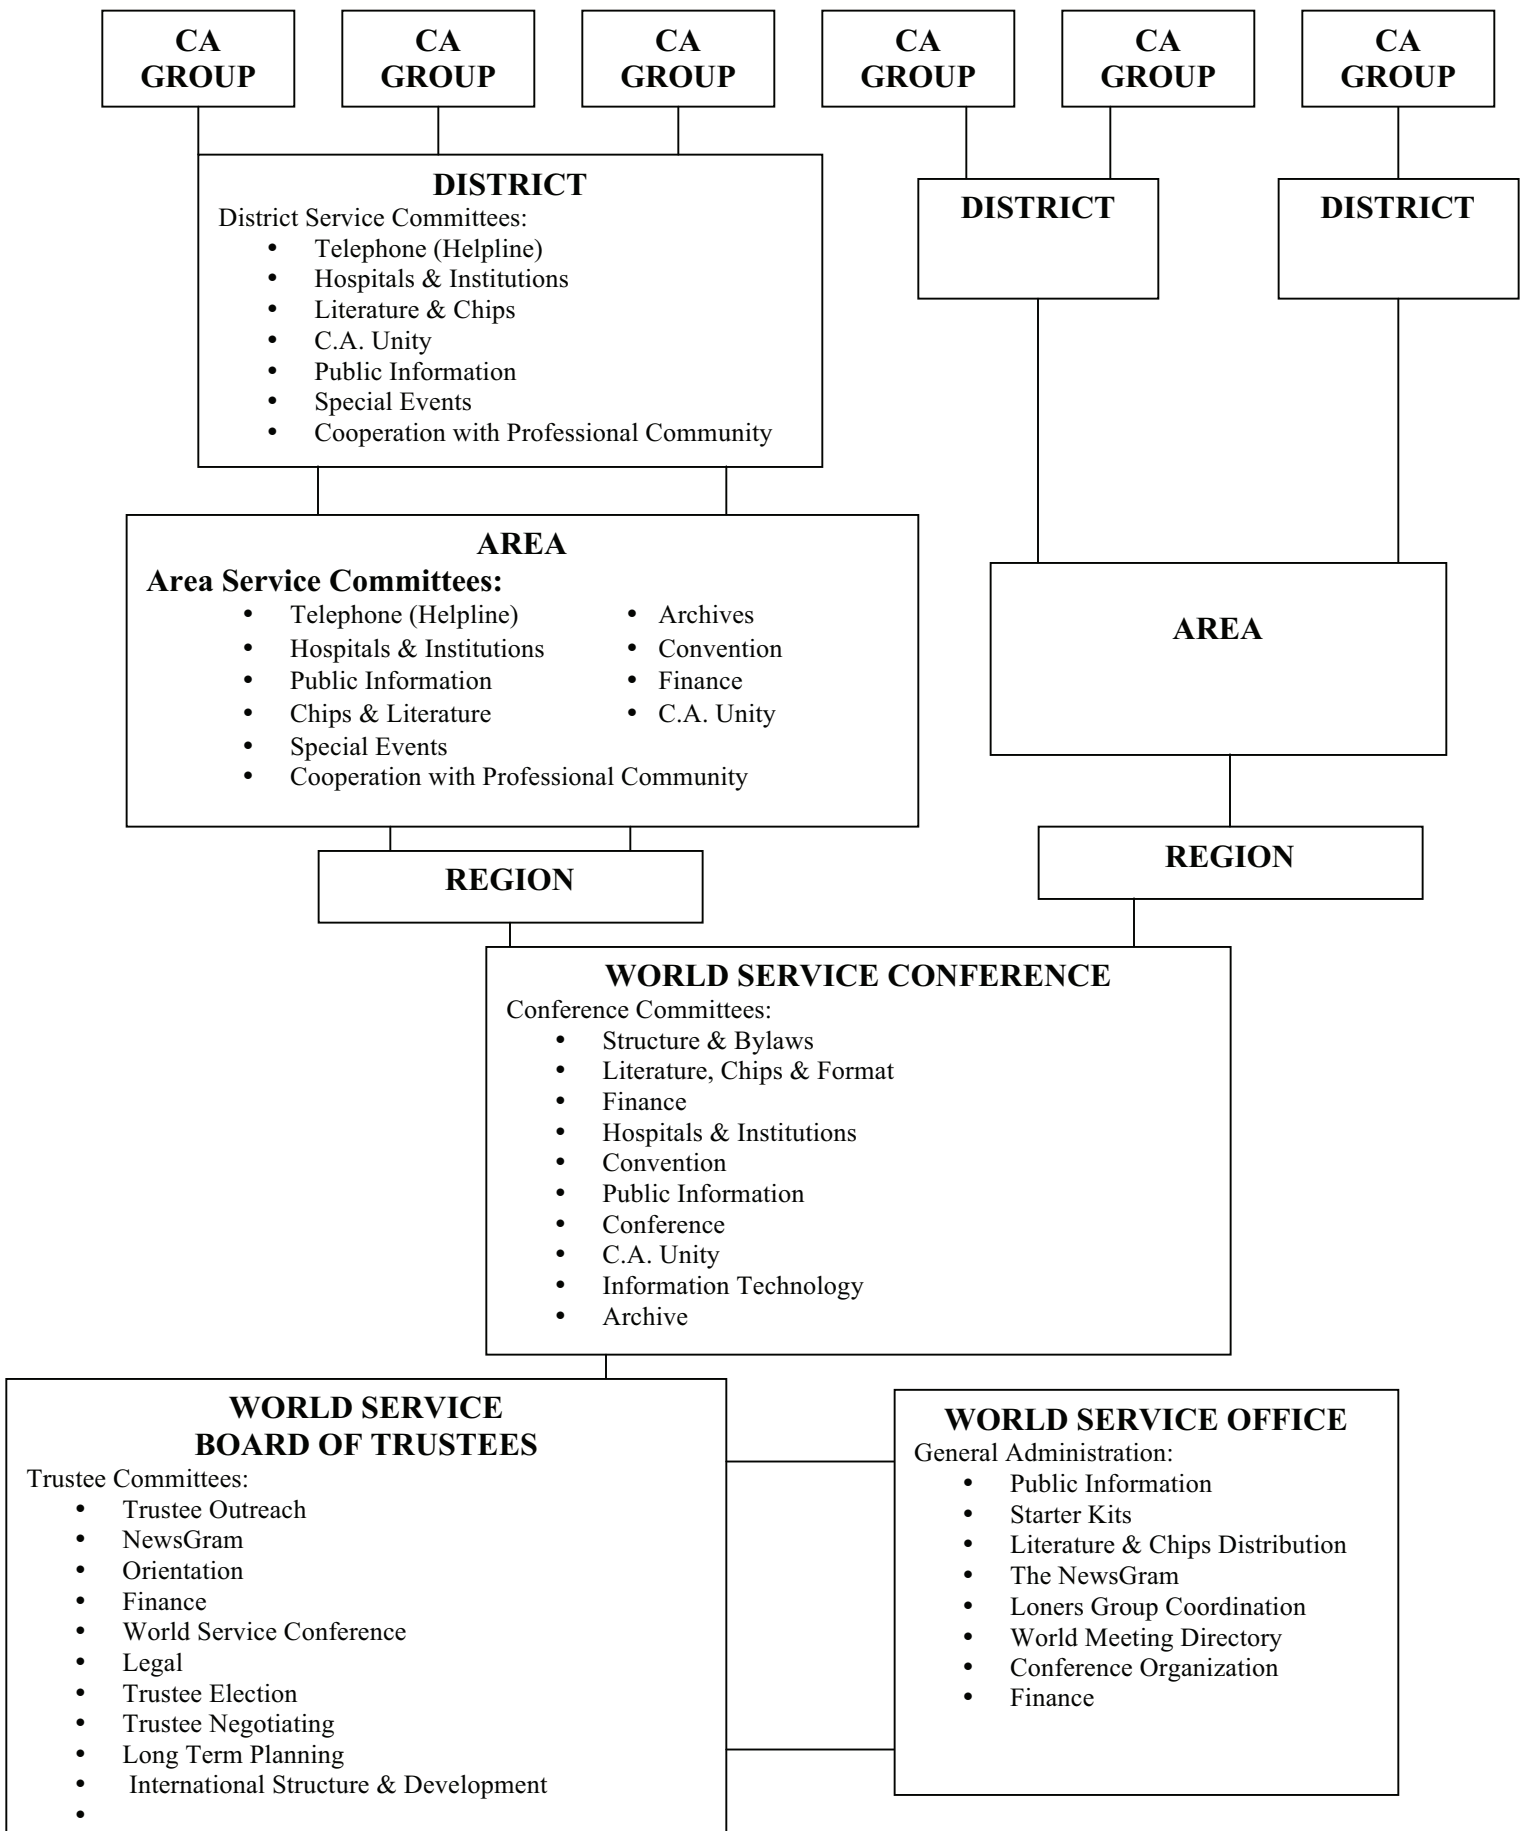 CA
GROUP
CA
GROUP
CA
GROUP
CA
GROUP
CA
GROUP
CA
GROUP
DISTRICT
District Service Committees:
• Telephone (Helpline)
• Hospitals & Institutions
• Literature & Chips
• C.A. Unity
• Public Information
• Special Events
• Cooperation with Professional Community
DISTRICT
DISTRICT
AREA
Area Service Committees:
• Telephone (Helpline)
• Hospitals & Institutions
• Public Information
• Chips & Literature
• Special Events
• Cooperation with Professional Community
• Archives
• Convention
• Finance
• C.A. Unity
AREA
REGION
REGION
WORLD SERVICE CONFERENCE
Conference Committees:
• Structure & Bylaws
• Literature, Chips & Format
• Finance
• Hospitals & Institutions
• Convention
• Public Information
• Conference
• C.A. Unity
• Information Technology
• Archive
WORLD SERVICE
BOARD OF TRUSTEES
Trustee Committees:
• Trustee Outreach
• NewsGram
• Orientation
• Finance
• World Service Conference
• Legal
• Trustee Election
• Trustee Negotiating
• Long Term Planning
• International Structure & Development
•
WORLD SERVICE OFFICE
General Administration:
• Public Information
• Starter Kits
• Literature & Chips Distribution
• The NewsGram
• Loners Group Coordination
• World Meeting Directory
• Conference Organization
• Finance